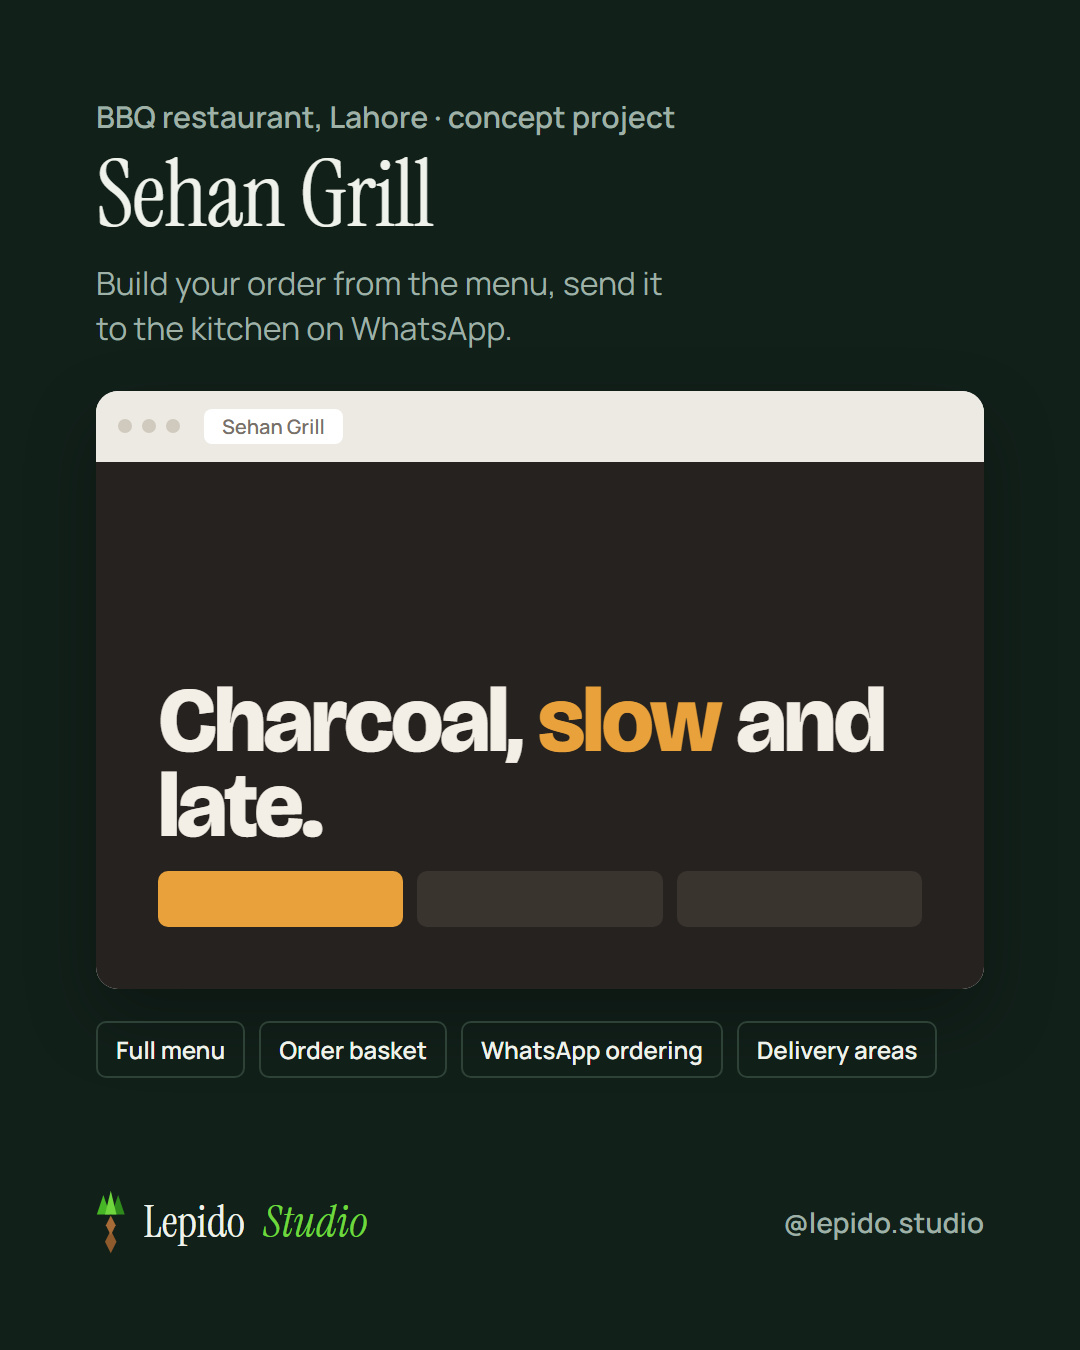 BBQ restaurant, Lahore · concept project
Sehan Grill
Build your order from the menu, send it
to the kitchen on WhatsApp.
Sehan Grill
Charcoal, slow and
late.
Full menu
Order basket
WhatsApp ordering
Delivery areas
Lepido Studio
@lepido.studio